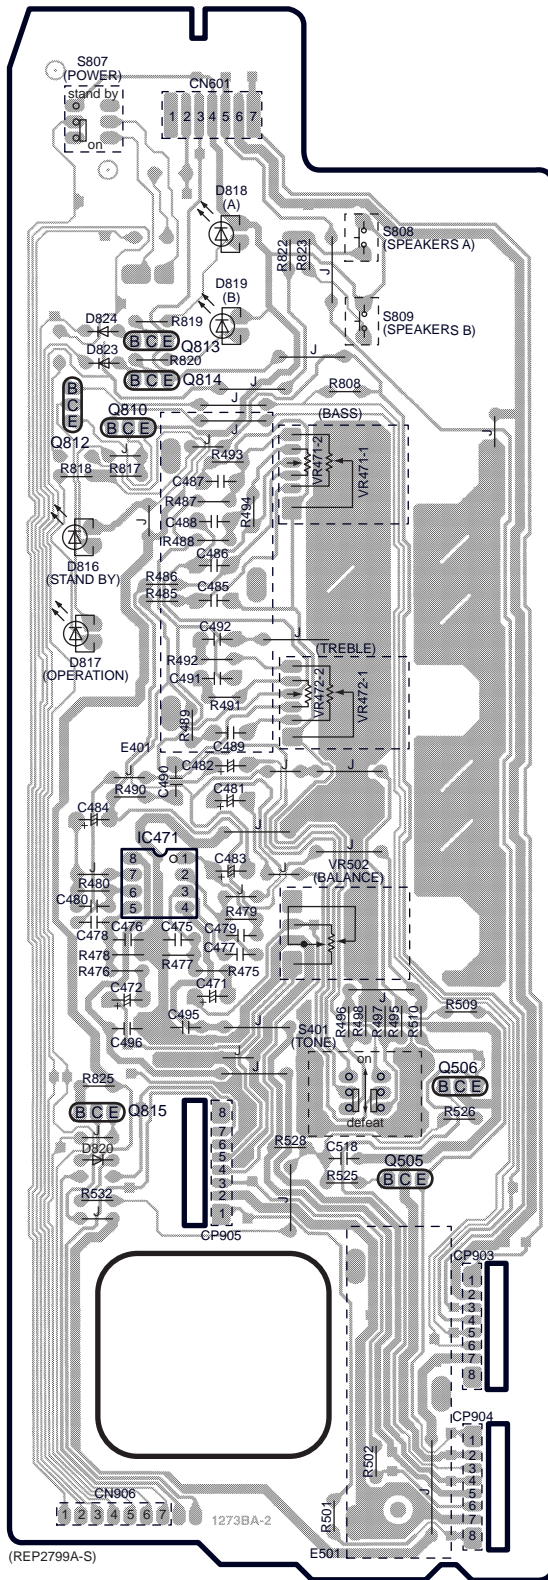 S807
(POWER)
stand by
on
CN601
1 2 3 4 5 6 7
D818
(A)
S808
(SPEAKERS A)
R822
R823
J
D819
(B)
S809
(SPEAKERS B)
D824
R819
B C E Q813
D823
R820
J
B C E Q814
J
R808
B
C
E
Q812
Q810
B C E
J
(BASS)
J
J
J
R493
VR471-2
VR471-1
R818
R817
C487
R487
R494
C488
J
IR488
D816
(STAND BY)
C486
R486
R485
C485
C492
J
(TREBLE)
D817
(OPERATION)
R492
C491
VR472-2
VR472-1
R491
R489
C489
E401
C482
J
J
C490
R490
C481
C484
IC471
J
J
8 1
7 2
6 3
5 4
C483
J
VR502
(BALANCE)
J
R480
J
C480
R479
C478
C476
C475
C479
R478
R477
C477
R476
R475
C472
C471
J
R509
R496
R498
R497
R495
R510
C496
C495
J
S401
(TONE)
J
on
defeat
J
R825
Q506
B C E
B C E Q815
8
7
6
5
4
3
2
1
R526
J
D820
R528
C518
R525
Q505
B C E
R532
J
J
CP905
CP903
1
2
3
4
5
6
7
8
CP904
1
2
3
4
5
6
7
8
R502
J
CN906
1 2 3 4 5 6 7
1273BA-2
R501
E501
(REP2799A-S)